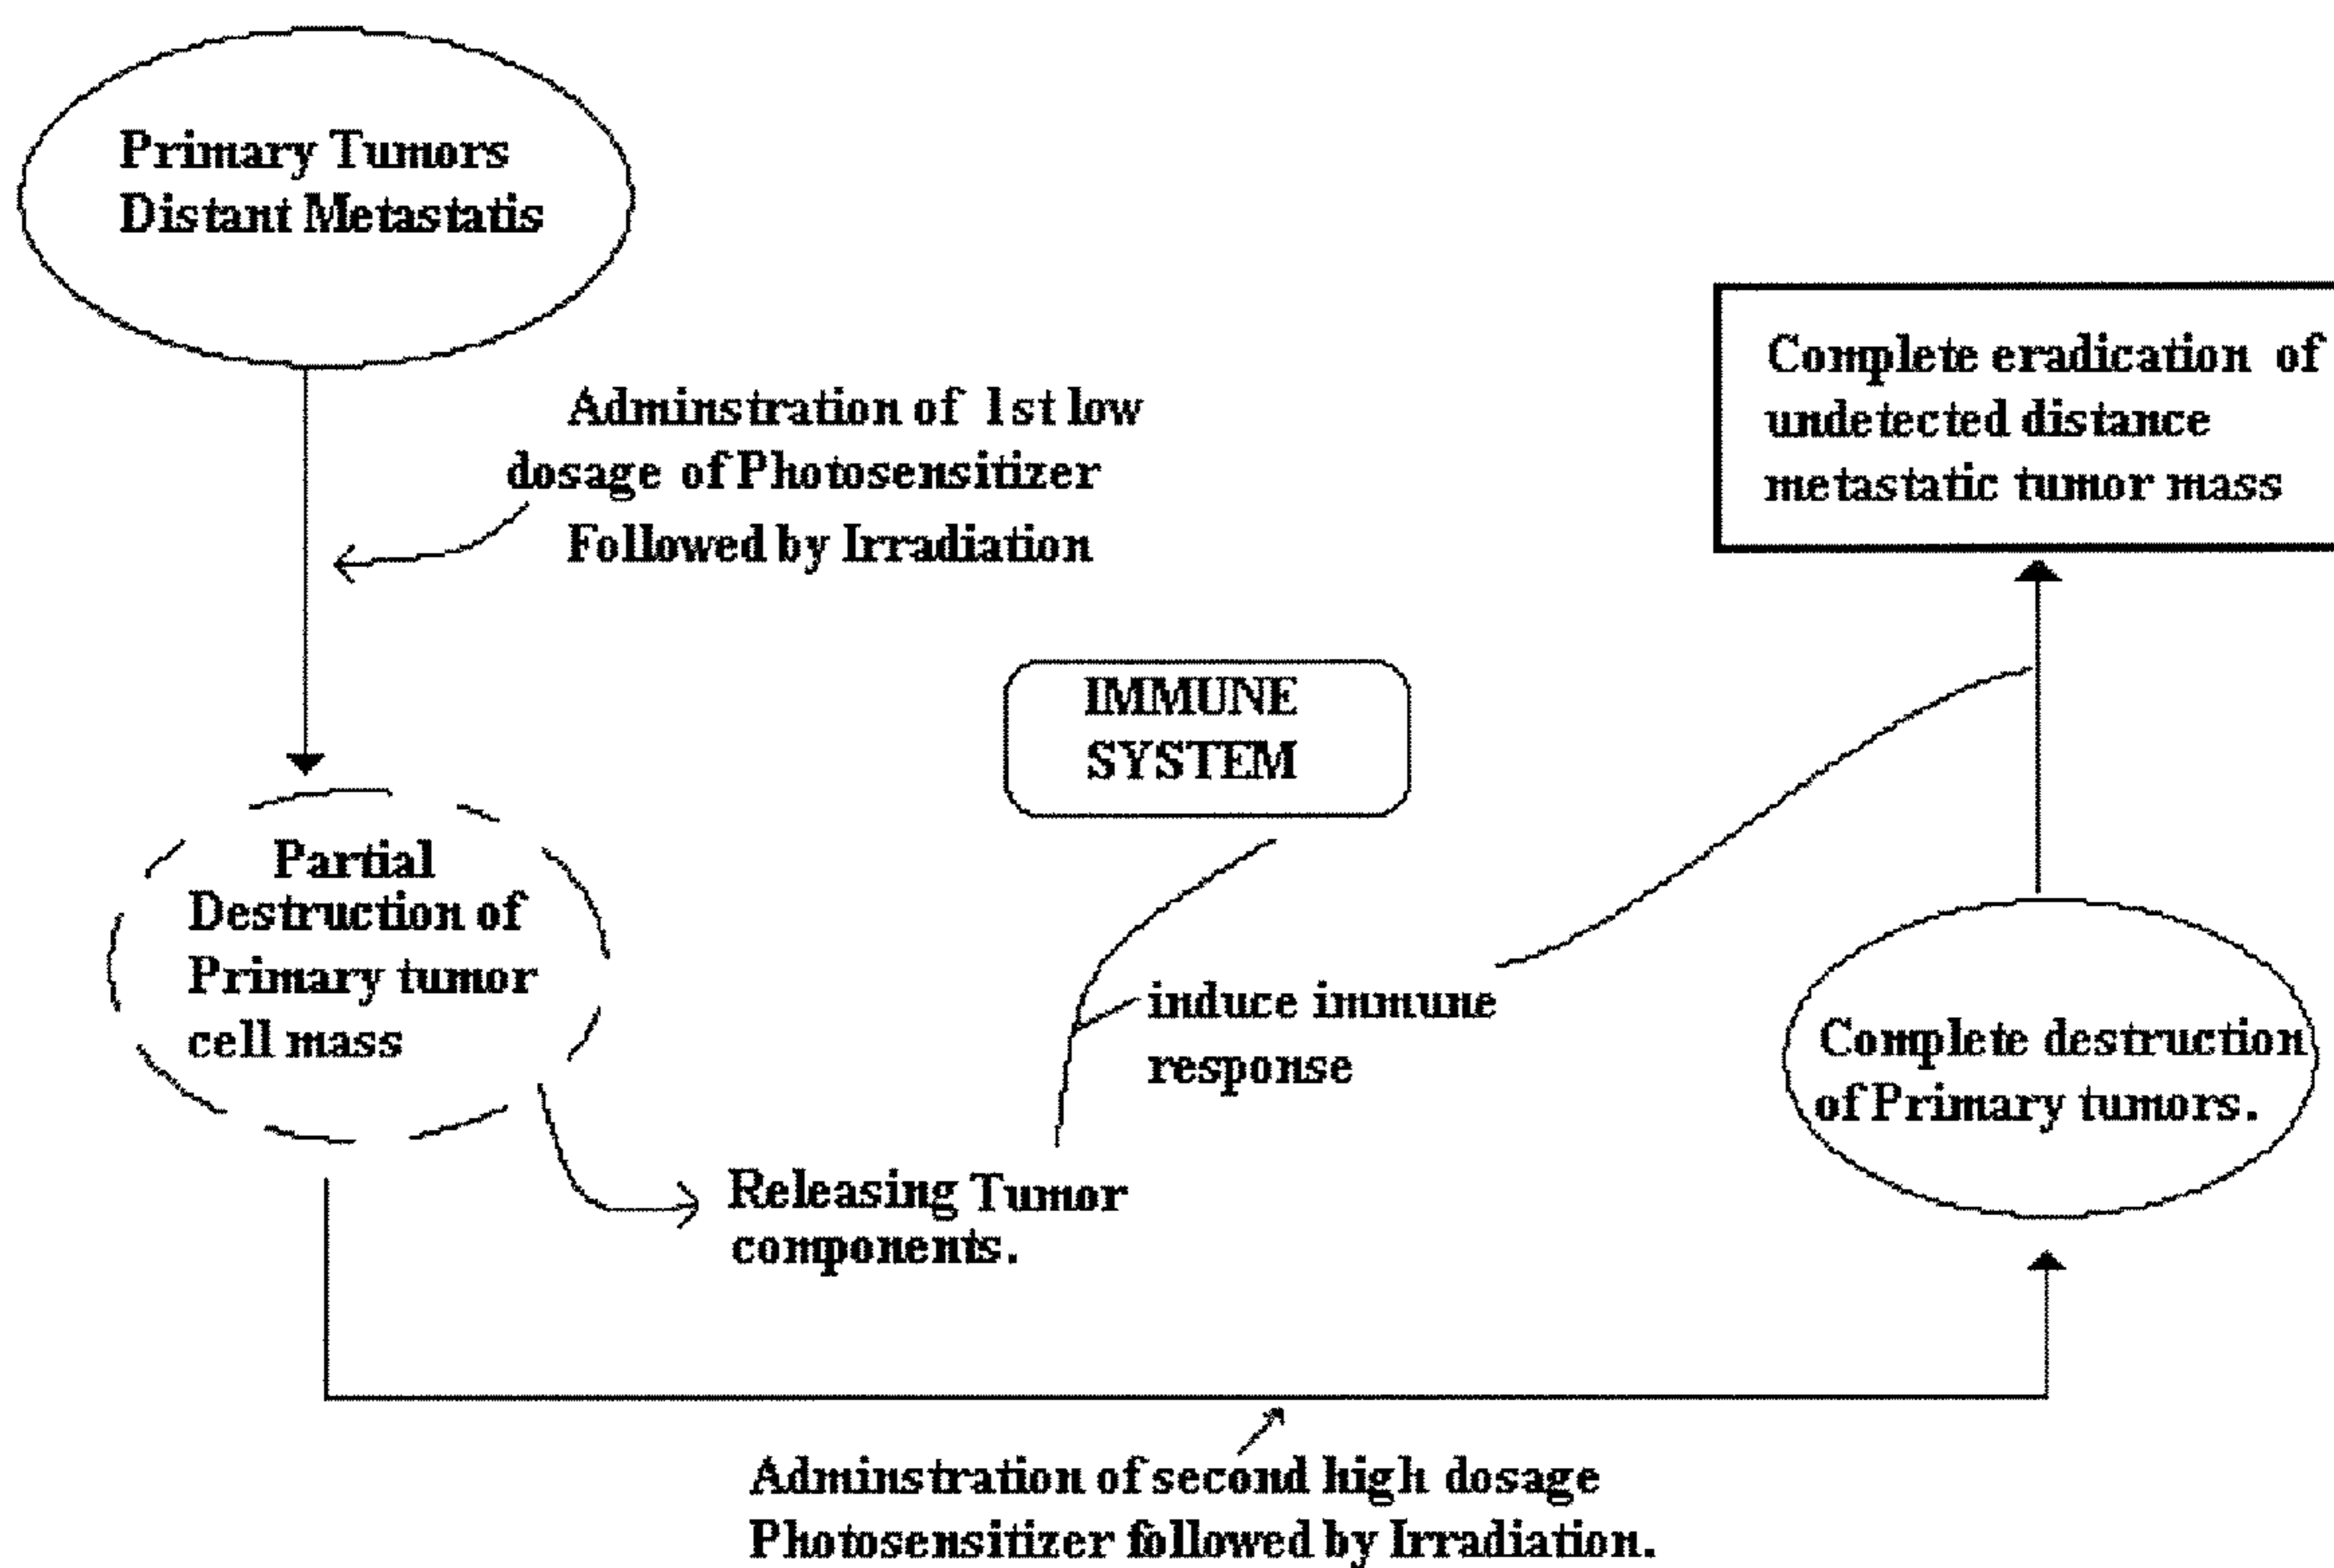 Primary Tumors
Distant Metastatis
Adminstration of 1st low
dosage of Photosensitizer
Followed by Irradiation
Complete eradication of
undetected distance
metastatic tumor mass
IMMUNE
SYSTEM
Partial
Destruction of
Primary tumor
cell mass
induce immune
response
Complete destruction
of Primary tumors.
Releasing Tumor
components.
Adminstration of second high dosage
Photosensitizer followed by Irradiation.